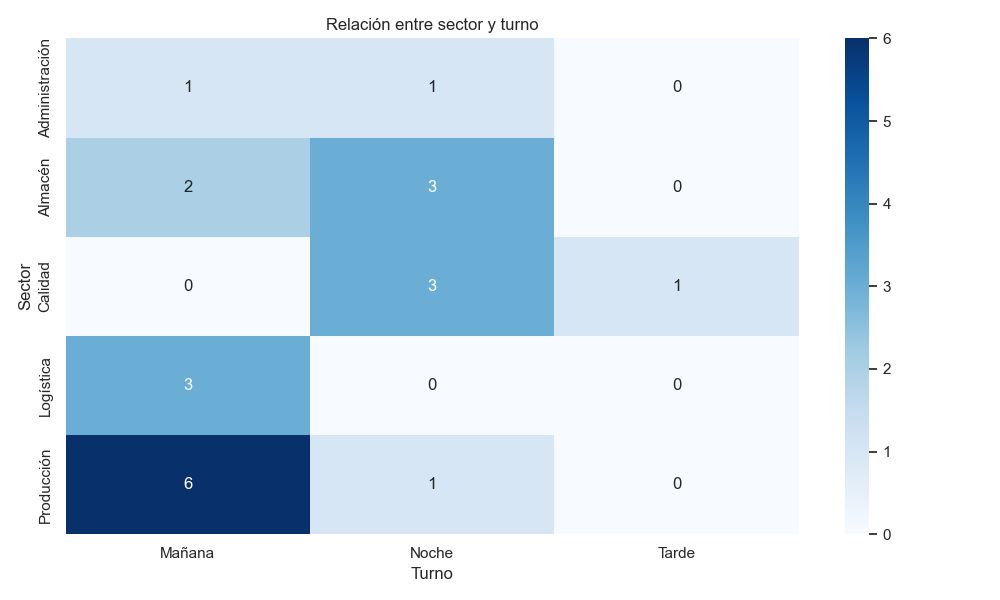 Relación entre sector y turno
Sector
Administración
1 1 0
Almacén
2 3 0
Calidad
0 3 1
Logística
3 0 0
Producción
6 1 0
Mañana Noche Tarde
Turno
6
5
4
3
2
1
0